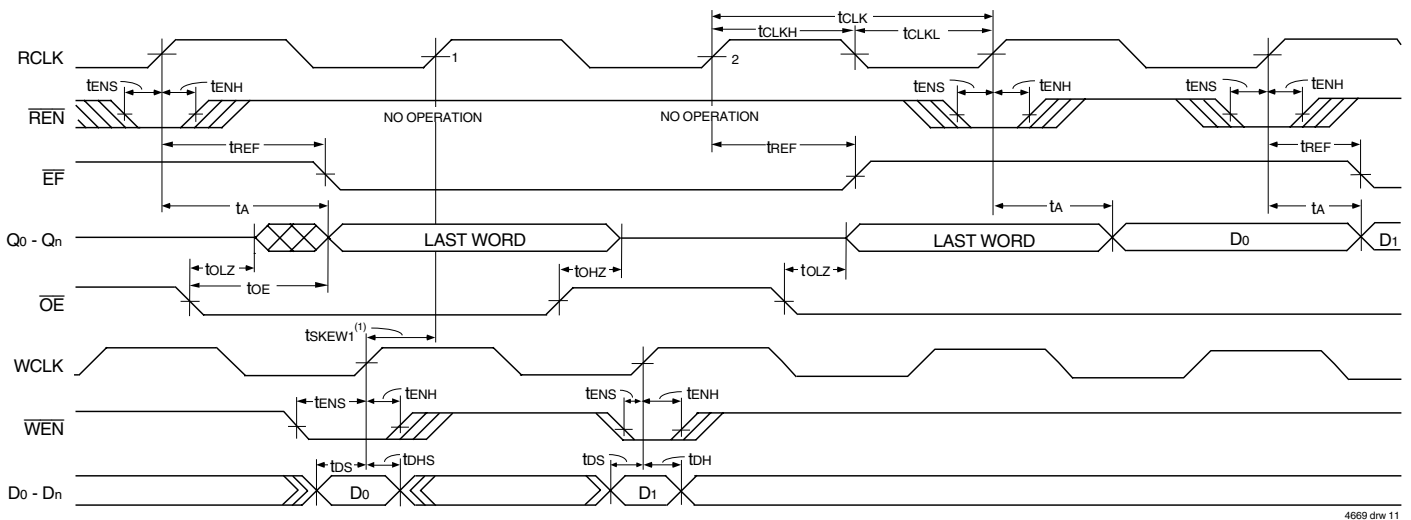 tCLK
tCLKH tCLKL
RCLK 1 2
tENS tENH tENS tENH tENS tENH
REN NO OPERATION NO OPERATION
tREF tREF tREF
EF
tA tA tA
Q0 - Qn LAST WORD LAST WORD D0 D1
tOLZ tOHZ tOLZ
tOE
OE
tSKEW1(1)
WCLK
tENS tENH tENS tENH
WEN
tDS tDHS tDS tDH
D0 - Dn D0 D1
4669 drw 11